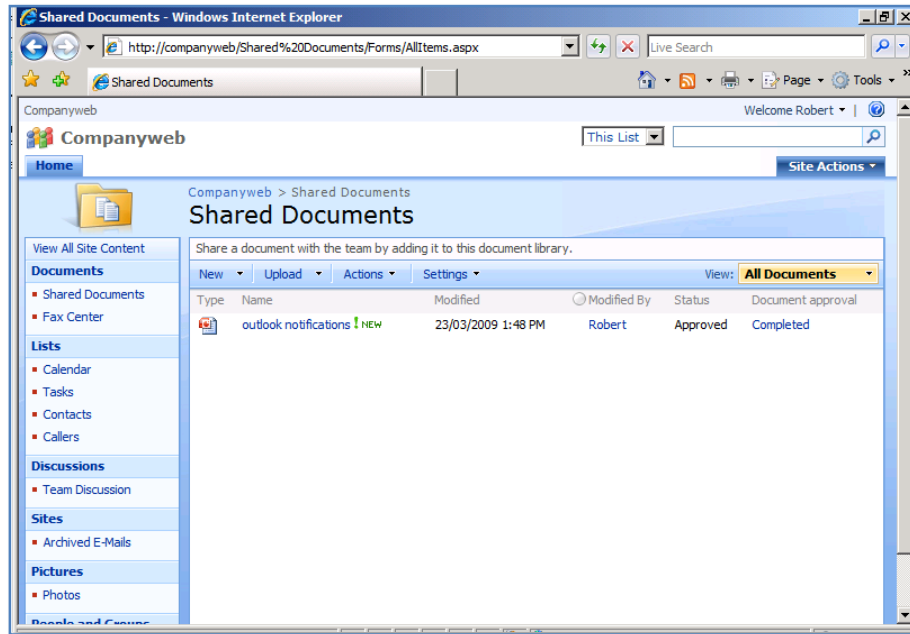 Shared Documents - Windows Internet Explorer
http://companyweb/Shared%20Documents/Forms/AllItems.aspx
Live Search
Shared Documents
Page
Tools
Companyweb
Welcome Robert
Companyweb
This List
Home
Site Actions
Companyweb > Shared Documents
Shared Documents
View All Site Content
Share a document with the team by adding it to this document library.
Documents
New Upload Actions Settings View: All Documents
Shared Documents
Type Name Modified Modified By Status Document approval
Fax Center
outlook notifications ! NEW 23/03/2009 1:48 PM Robert Approved Completed
Lists
Calendar
Tasks
Contacts
Callers
Discussions
Team Discussion
Sites
Archived E-Mails
Pictures
Photos
People and Groups